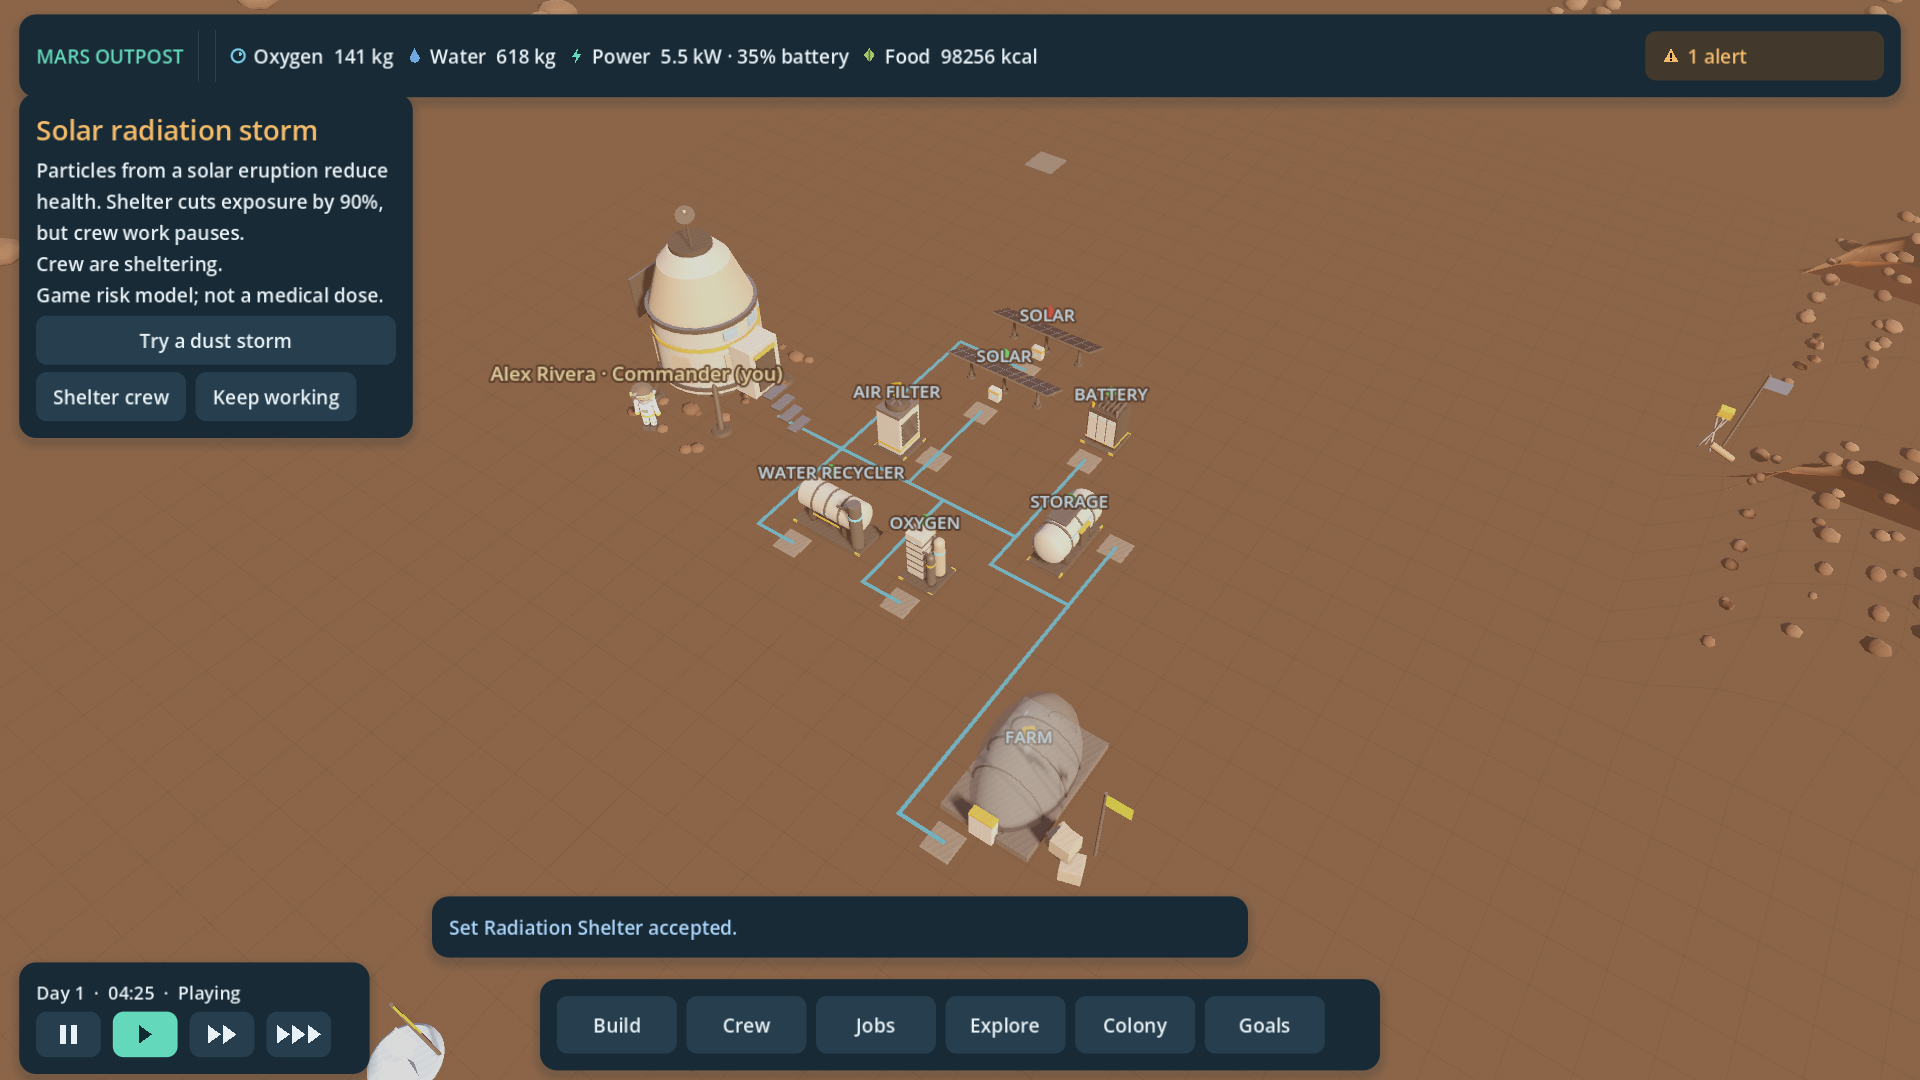 MARS OUTPOST
Oxygen 141 kg
Water 618 kg
Power 5.5 kW · 35% battery
Food 98256 kcal
1 alert
Solar radiation storm
Particles from a solar eruption reduce
health. Shelter cuts exposure by 90%,
but crew work pauses.
Crew are sheltering.
Game risk model; not a medical dose.
Try a dust storm
Shelter crew
Keep working
Alex Rivera · Commander (you)
SOLAR
SOLAR
AIR FILTER
BATTERY
WATER RECYCLER
STORAGE
OXYGEN
FARM
Set Radiation Shelter accepted.
Day 1 · 04:25 · Playing
Build
Crew
Jobs
Explore
Colony
Goals